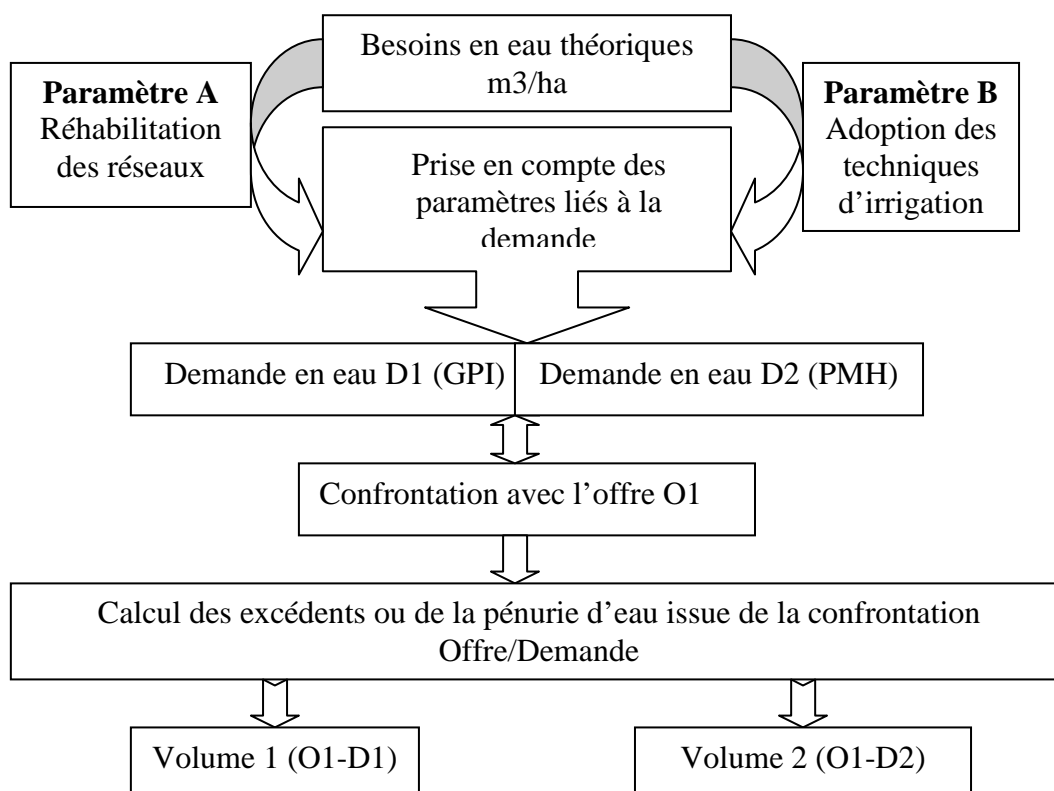 Besoins en eau théoriques
m3/ha
Paramètre A
Réhabilitation
des réseaux
Paramètre B
Adoption des
techniques
d’irrigation
Prise en compte des
paramètres liés à la
demande
Demande en eau D1 (GPI)
Demande en eau D2 (PMH)
Confrontation avec l’offre O1
Calcul des excédents ou de la pénurie d’eau issue de la confrontation
Offre/Demande
Volume 1 (O1-D1)
Volume 2 (O1-D2)